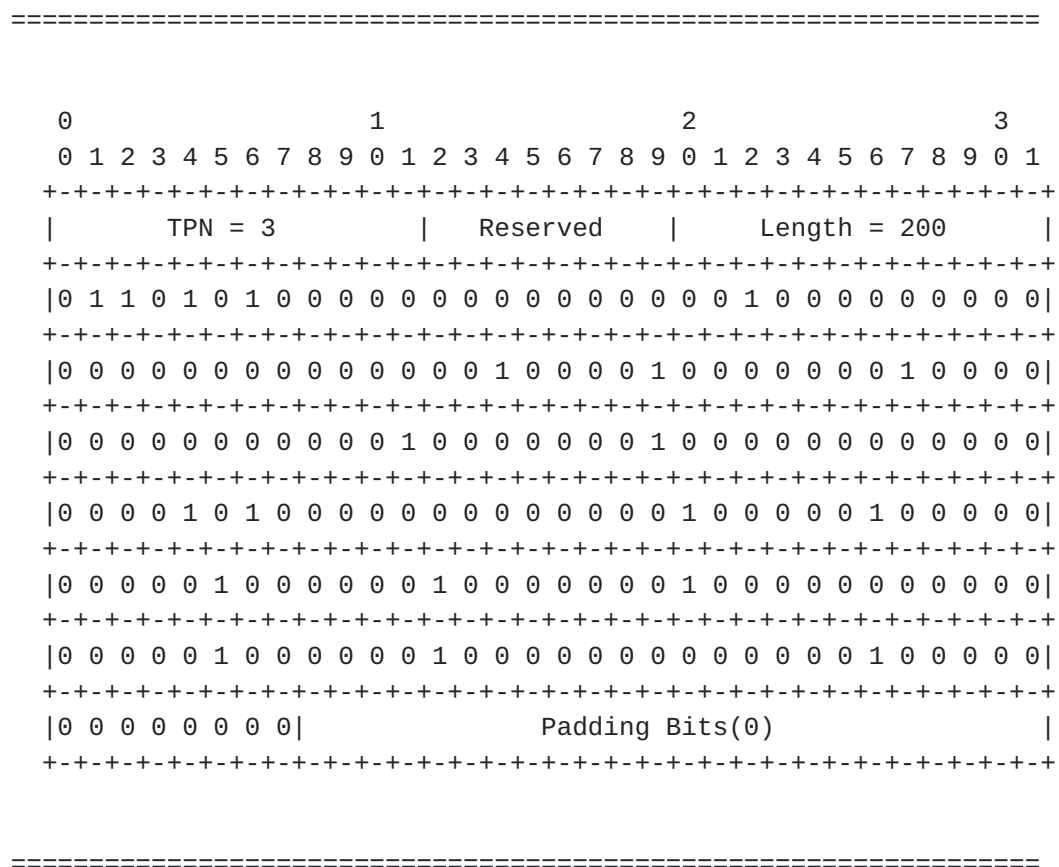 ==================================================================
0                   1                   2                   3
0 1 2 3 4 5 6 7 8 9 0 1 2 3 4 5 6 7 8 9 0 1 2 3 4 5 6 7 8 9 0 1
+-+-+-+-+-+-+-+-+-+-+-+-+-+-+-+-+-+-+-+-+-+-+-+-+-+-+-+-+-+-+-+-+
|       TPN = 3         |   Reserved    |     Length = 200      |
+-+-+-+-+-+-+-+-+-+-+-+-+-+-+-+-+-+-+-+-+-+-+-+-+-+-+-+-+-+-+-+-+
|0 1 1 0 1 0 1 0 0 0 0 0 0 0 0 0 0 0 0 0 0 0 1 0 0 0 0 0 0 0 0 0|
+-+-+-+-+-+-+-+-+-+-+-+-+-+-+-+-+-+-+-+-+-+-+-+-+-+-+-+-+-+-+-+-+
|0 0 0 0 0 0 0 0 0 0 0 0 0 0 1 0 0 0 0 1 0 0 0 0 0 0 0 1 0 0 0 0|
+-+-+-+-+-+-+-+-+-+-+-+-+-+-+-+-+-+-+-+-+-+-+-+-+-+-+-+-+-+-+-+-+
|0 0 0 0 0 0 0 0 0 0 0 1 0 0 0 0 0 0 0 1 0 0 0 0 0 0 0 0 0 0 0 0|
+-+-+-+-+-+-+-+-+-+-+-+-+-+-+-+-+-+-+-+-+-+-+-+-+-+-+-+-+-+-+-+-+
|0 0 0 0 1 0 1 0 0 0 0 0 0 0 0 0 0 0 0 0 1 0 0 0 0 0 1 0 0 0 0 0|
+-+-+-+-+-+-+-+-+-+-+-+-+-+-+-+-+-+-+-+-+-+-+-+-+-+-+-+-+-+-+-+-+
|0 0 0 0 0 1 0 0 0 0 0 0 1 0 0 0 0 0 0 0 1 0 0 0 0 0 0 0 0 0 0 0|
+-+-+-+-+-+-+-+-+-+-+-+-+-+-+-+-+-+-+-+-+-+-+-+-+-+-+-+-+-+-+-+-+
|0 0 0 0 0 1 0 0 0 0 0 0 1 0 0 0 0 0 0 0 0 0 0 0 0 0 1 0 0 0 0 0|
+-+-+-+-+-+-+-+-+-+-+-+-+-+-+-+-+-+-+-+-+-+-+-+-+-+-+-+-+-+-+-+-+
|0 0 0 0 0 0 0 0|               Padding Bits(0)                 |
+-+-+-+-+-+-+-+-+-+-+-+-+-+-+-+-+-+-+-+-+-+-+-+-+-+-+-+-+-+-+-+-+
==================================================================